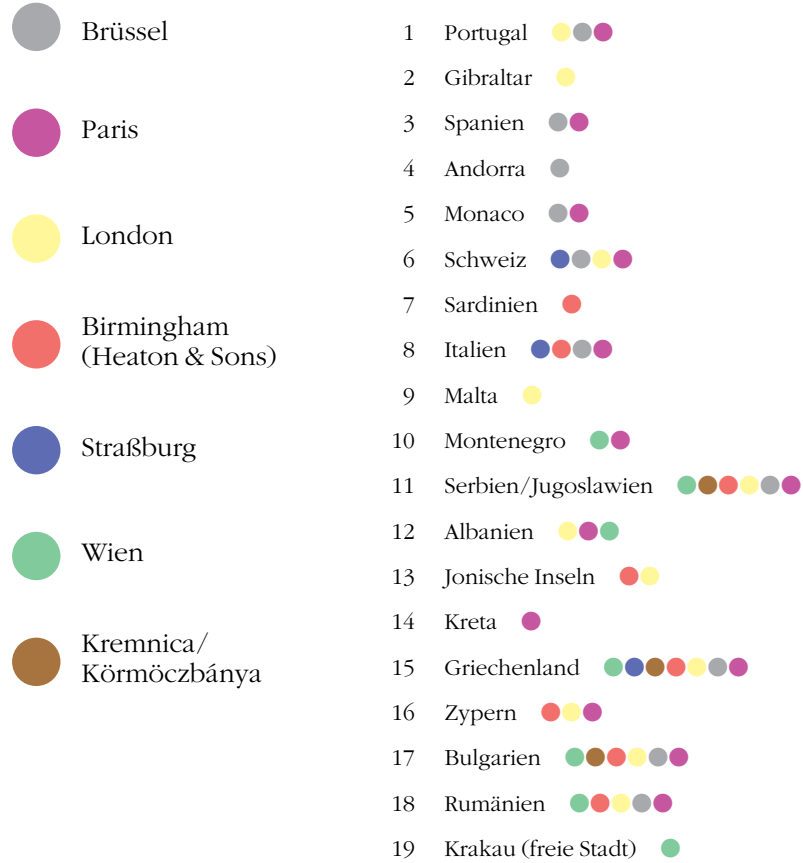 Brüssel
Paris
London
Birmingham
(Heaton & Sons)
Straßburg
Wien
Kremnica/
Körmöczbánya
1 Portugal
2 Gibraltar
3 Spanien
4 Andorra
5 Monaco
6 Schweiz
7 Sardinien
8 Italien
9 Malta
10 Montenegro
11 Serbien/Jugoslawien
12 Albanien
13 Jonische Inseln
14 Kreta
15 Griechenland
16 Zypern
17 Bulgarien
18 Rumänien
19 Krakau (freie Stadt)